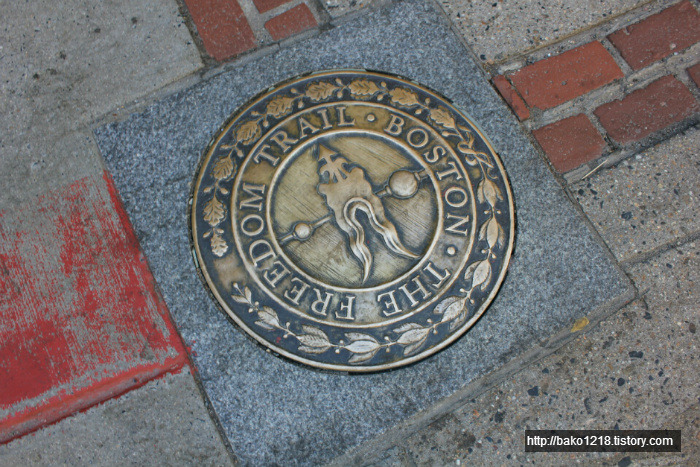 THE FREEDOM TRAIL · BOSTON ·
http://bako1218.tistory.com